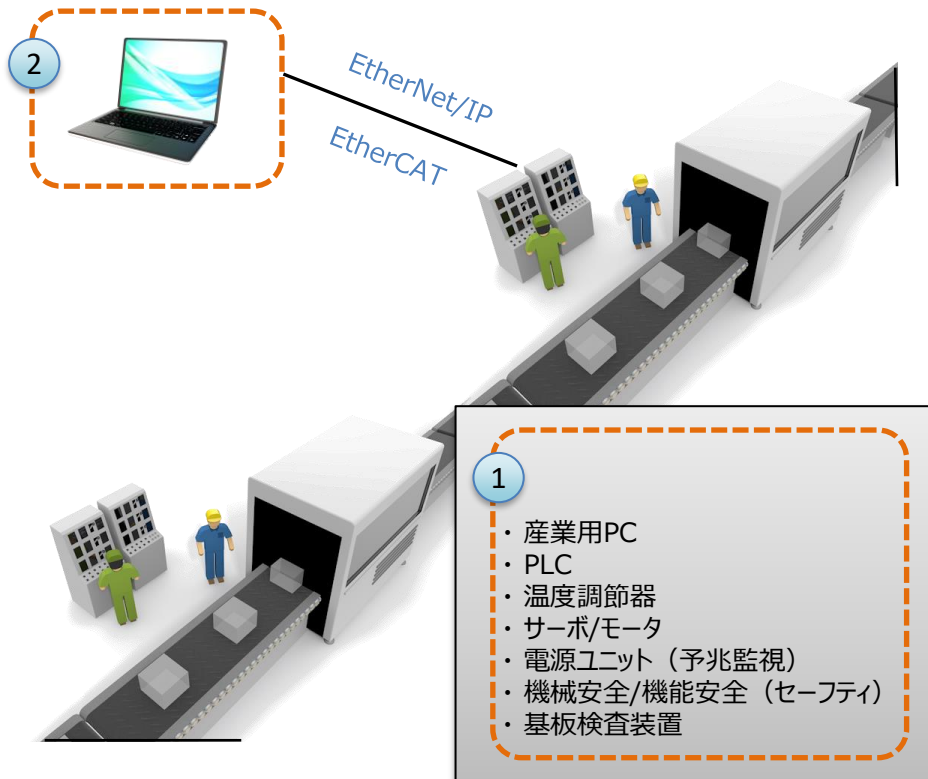 2
EtherNet/IP
EtherCAT
1
・産業用PC
・PLC
・温度調節器
・サーボ/モータ
・電源ユニット（予兆監視）
・機械安全/機能安全（セーフティ）
・基板検査装置